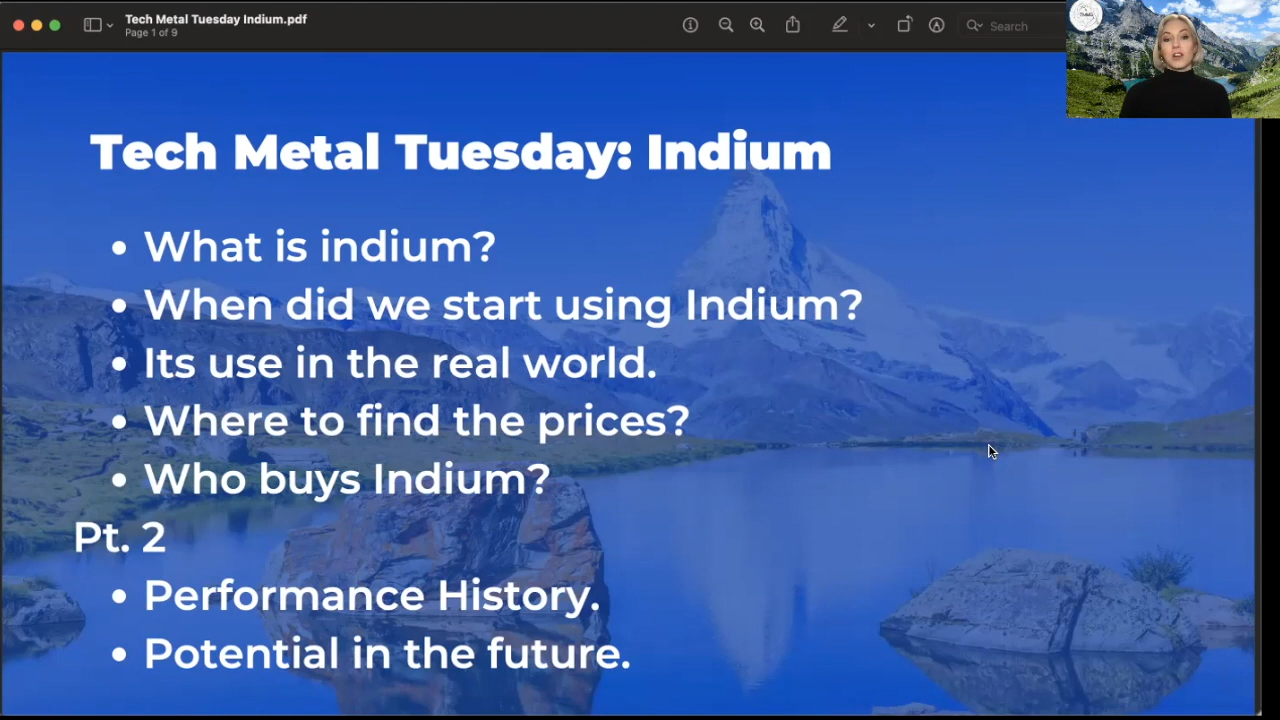 Tech Metal Tuesday Indium.pdf
Page 1 of 9
Search
Tech Metal Tuesday: Indium
• What is indium?
• When did we start using Indium?
• Its use in the real world.
• Where to find the prices?
• Who buys Indium?
Pt. 2
• Performance History.
• Potential in the future.